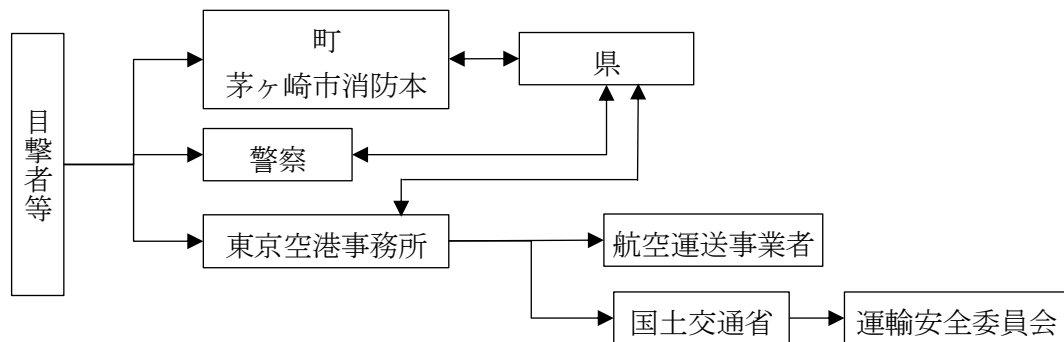 目撃者等
町
茅ヶ崎市消防本
県
警察
東京空港事務所
航空運送事業者
国土交通省
運輸安全委員会